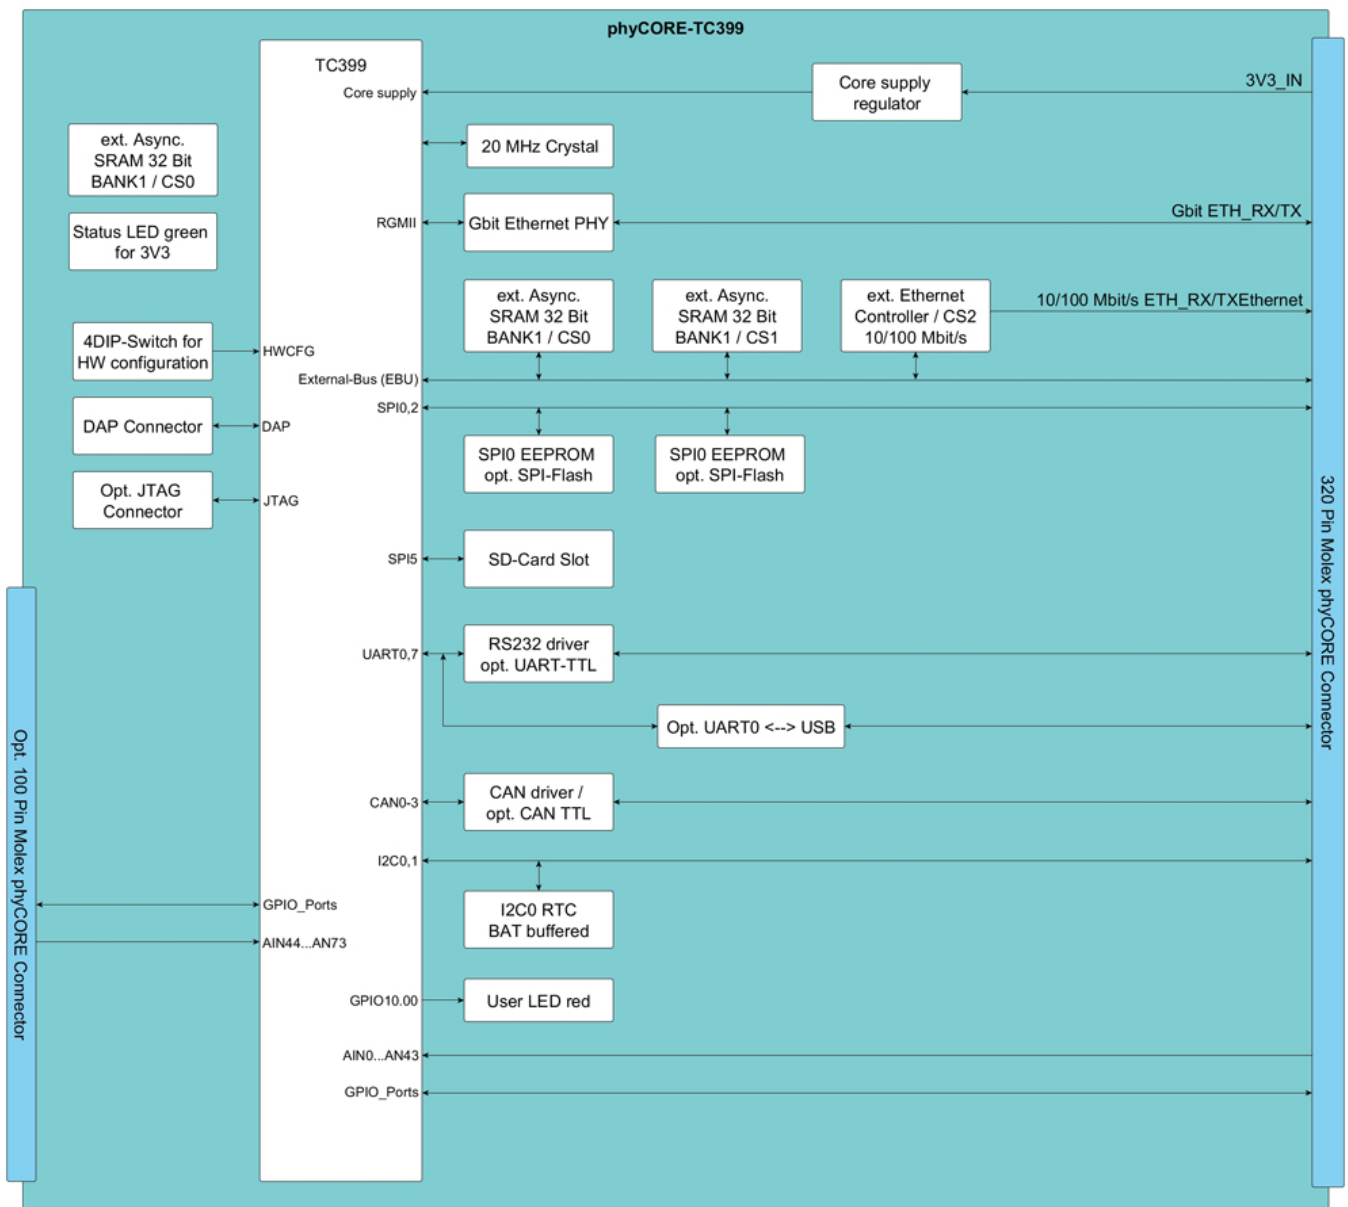 phyCORE-TC399
TC399
Core supply
Core supply
regulator
3V3_IN
ext. Async.
SRAM 32 Bit
BANK1 / CS0
20 MHz Crystal
Status LED green
for 3V3
RGMII
Gbit Ethernet PHY
Gbit ETH_RX/TX
ext. Async.
SRAM 32 Bit
BANK1 / CS0
ext. Async.
SRAM 32 Bit
BANK1 / CS1
ext. Ethernet
Controller / CS2
10/100 Mbit/s
10/100 Mbit/s ETH_RX/TXEthernet
4DIP-Switch for
HW configuration
HWCFG
External-Bus (EBU)
SPI0,2
DAP Connector
DAP
SPI0 EEPROM
opt. SPI-Flash
SPI0 EEPROM
opt. SPI-Flash
Opt. JTAG
Connector
JTAG
SPI5
SD-Card Slot
UART0,7
RS232 driver
opt. UART-TTL
Opt. UART0 <--> USB
CAN0-3
CAN driver /
opt. CAN TTL
I2C0,1
I2C0 RTC
BAT buffered
GPIO_Ports
AIN44...AN73
GPIO10.00
User LED red
AIN0...AN43
GPIO_Ports
Opt. 100 Pin Molex phyCORE Connector
320 Pin Molex phyCORE Connector